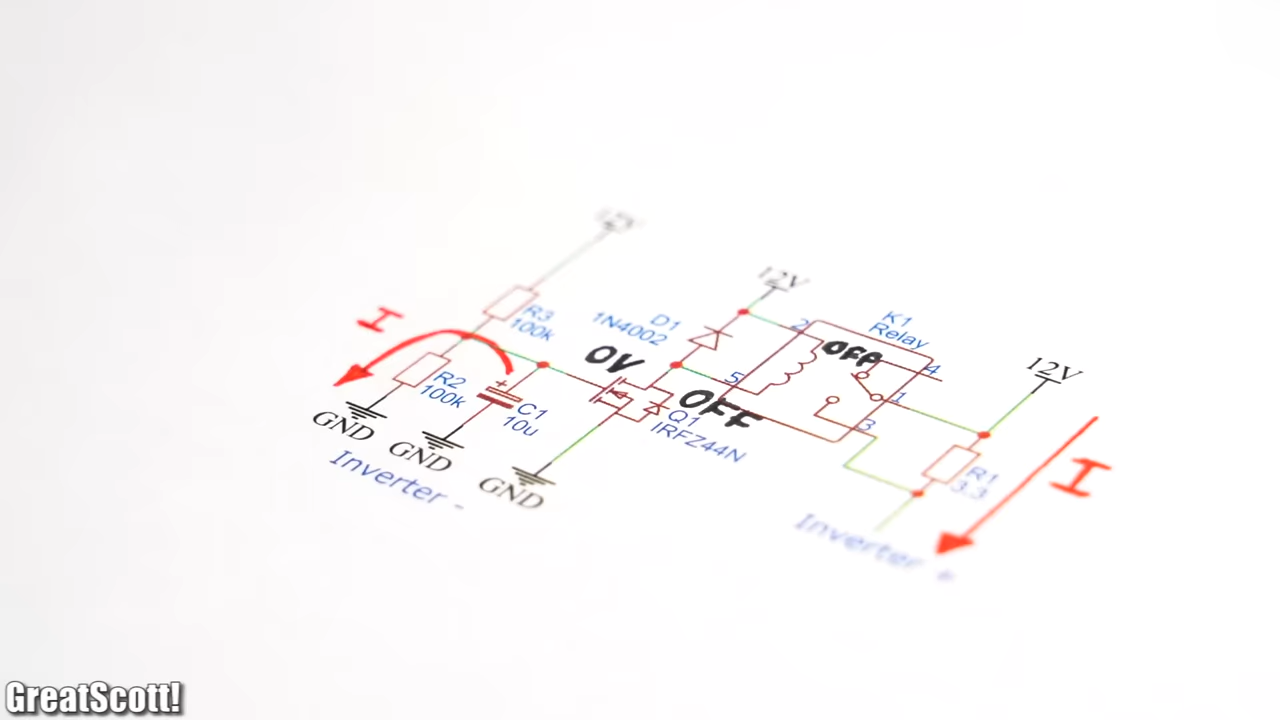 12V
12V
K1
Relay
D1
1N4002
R3
100k
I
0V
OFF
2
4
12V
5
1
OFF
3
R2
100k
+
C1
10u
Q1
IRFZ44N
GND
GND
GND
Inverter -
R1
3.3
I
Inverter +
GreatScott!